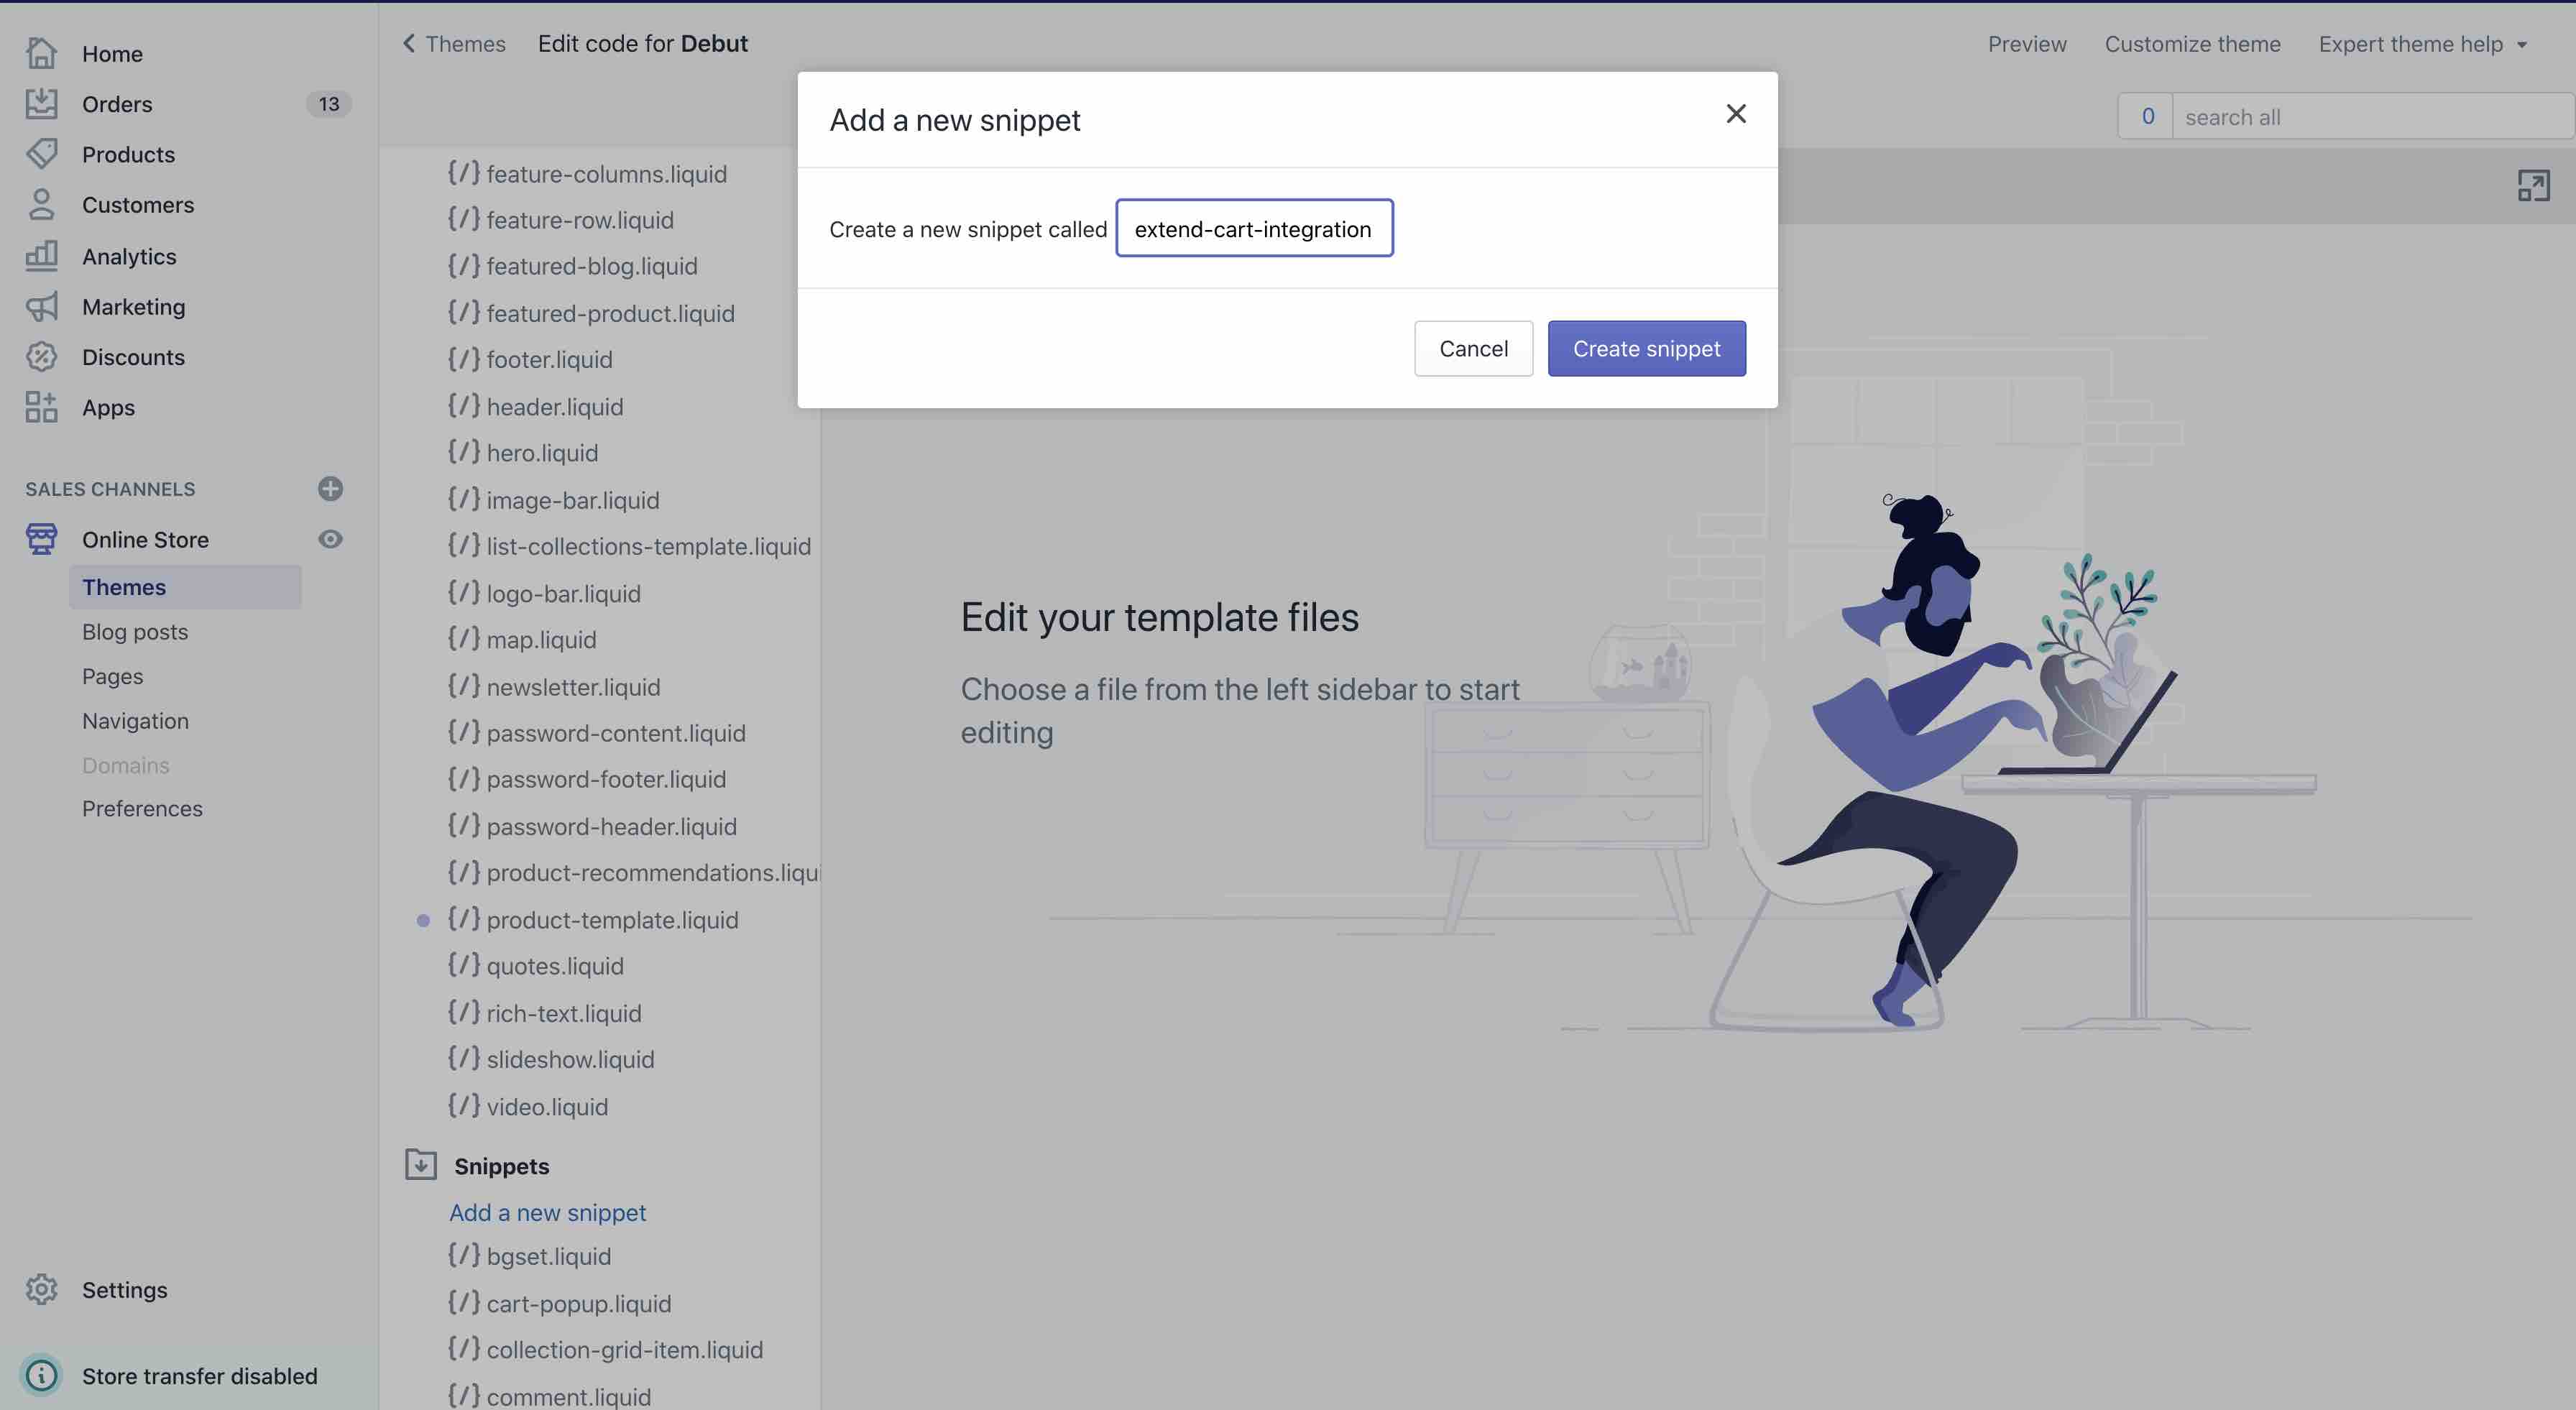 Home
Orders 13
Products
Customers
Analytics
Marketing
Discounts
Apps
SALES CHANNELS
Online Store
Themes
Blog posts
Pages
Navigation
Domains
Preferences
Settings
Store transfer disabled
Themes Edit code for Debut
Preview Customize theme Expert theme help
0 search all
Add a new snippet
Create a new snippet called extend-cart-integration
Cancel Create snippet
{/} feature-columns.liquid
{/} feature-row.liquid
{/} featured-blog.liquid
{/} featured-product.liquid
{/} footer.liquid
{/} header.liquid
{/} hero.liquid
{/} image-bar.liquid
{/} list-collections-template.liquid
{/} logo-bar.liquid
{/} map.liquid
{/} newsletter.liquid
{/} password-content.liquid
{/} password-footer.liquid
{/} password-header.liquid
{/} product-recommendations.liqui
{/} product-template.liquid
{/} quotes.liquid
{/} rich-text.liquid
{/} slideshow.liquid
{/} video.liquid
Snippets
Add a new snippet
{/} bgset.liquid
{/} cart-popup.liquid
{/} collection-grid-item.liquid
{/} comment.liquid
Edit your template files
Choose a file from the left sidebar to start
editing